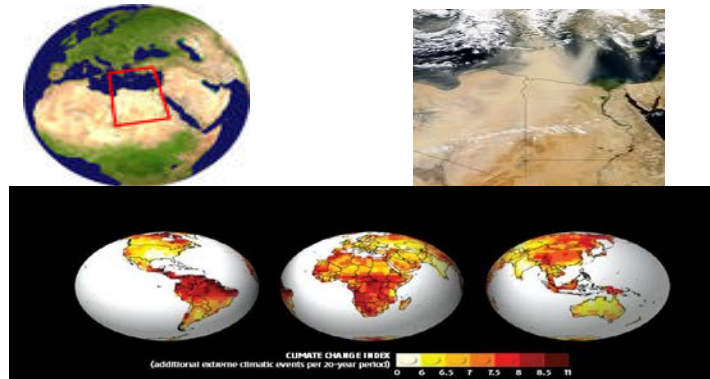 CLIMATE CHANGE INDEX
(additional extreme climatic events per 20-year period)
0 6 6.5 7 7.5 8 8.5 11